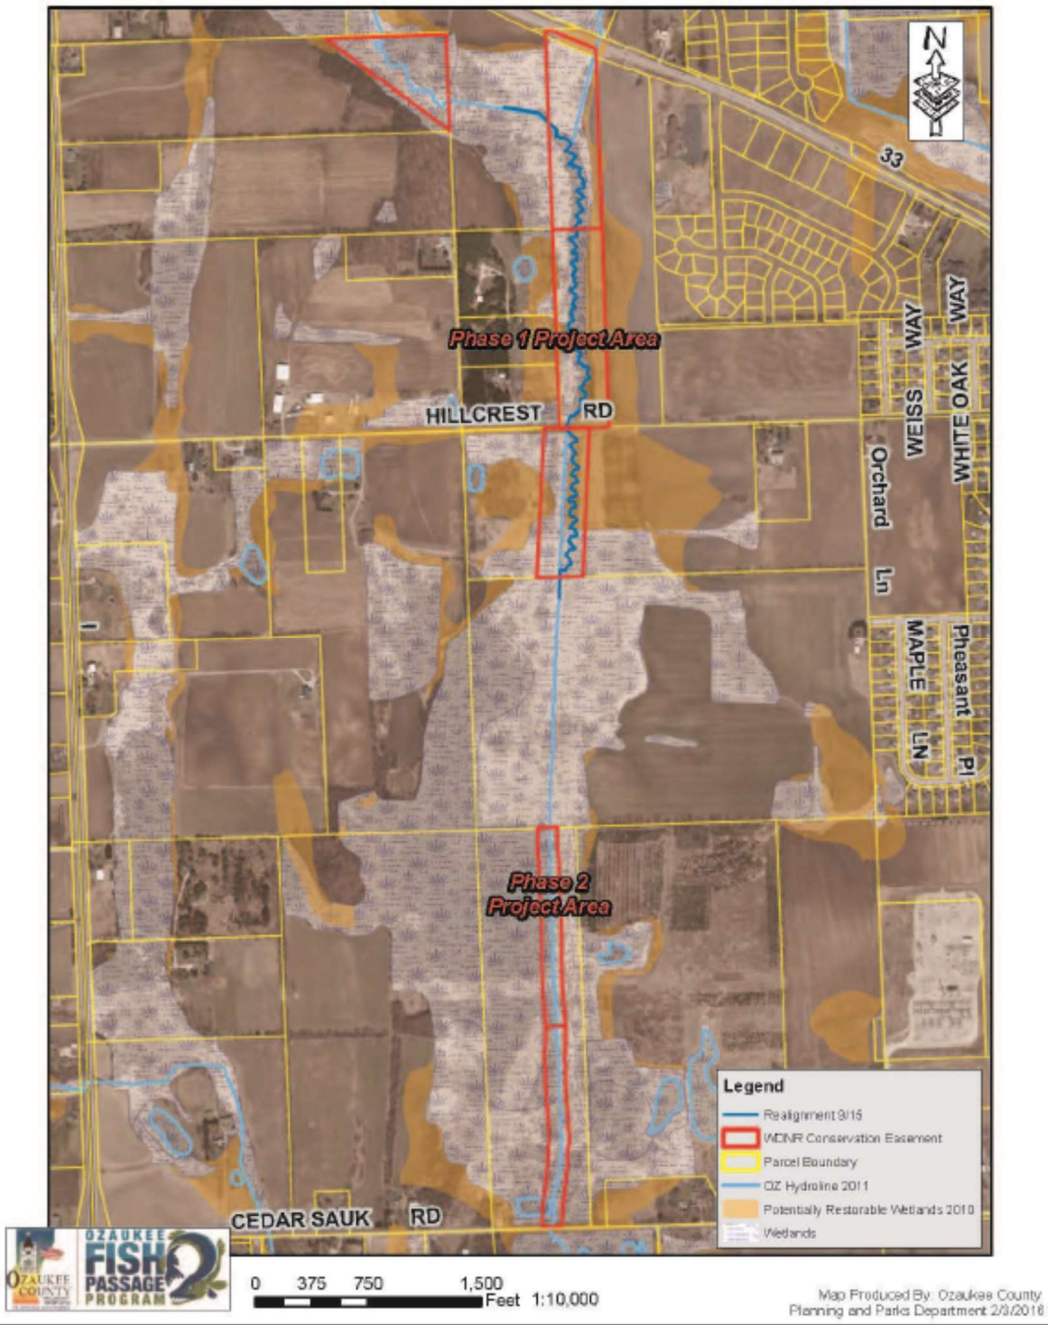 N
33
WEISS WAY
WHITE OAK WAY
Phase 1 Project Area
HILLCREST RD
Orchard Ln
MAPLE LN
Pheasant Pl
Phase 2
Project Area
Legend
Realignment 9/15
WDNR Conservation Easement
Parcel Boundary
OZ Hydroline 2011
Potentially Restorable Wetlands 2010
Wetlands
CEDAR SAUK RD
OZAUKEE
COUNTY
OZAUKEE
FISH
PASSAGE
PROGRAM
0 375 750 1,500
Feet 1:10,000
Map Produced By: Ozaukee County
Planning and Parks Department 2/3/2016